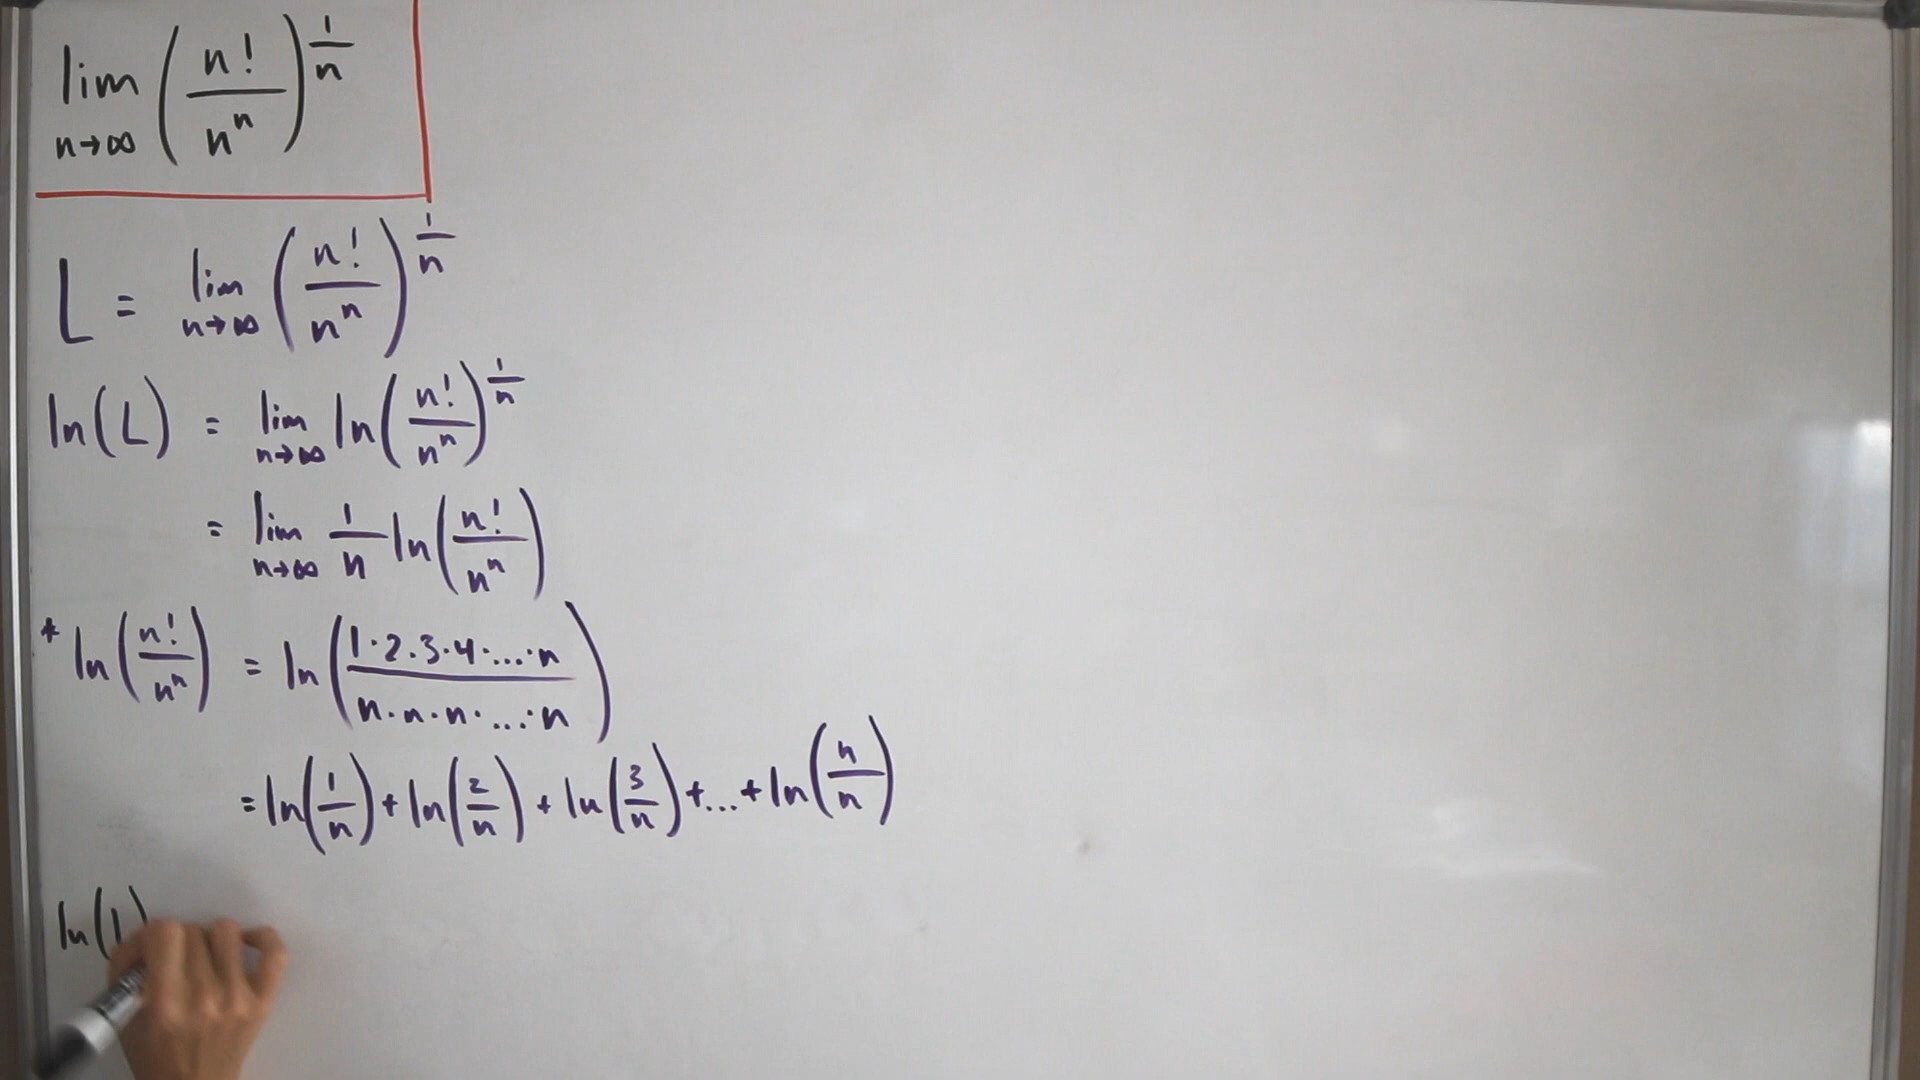 lim n→∞ (n!/n^n)^(1/n)
L = lim n→∞ (n!/n^n)^(1/n)
ln(L) = lim n→∞ ln(n!/n^n)^(1/n)
= lim n→∞ 1/n ln(n!/n^n)
* ln(n!/n^n) = ln(1·2·3·4·...·n / n·n·n·...·n)
= ln(1/n) + ln(2/n) + ln(3/n) + ... + ln(n/n)
ln(L)